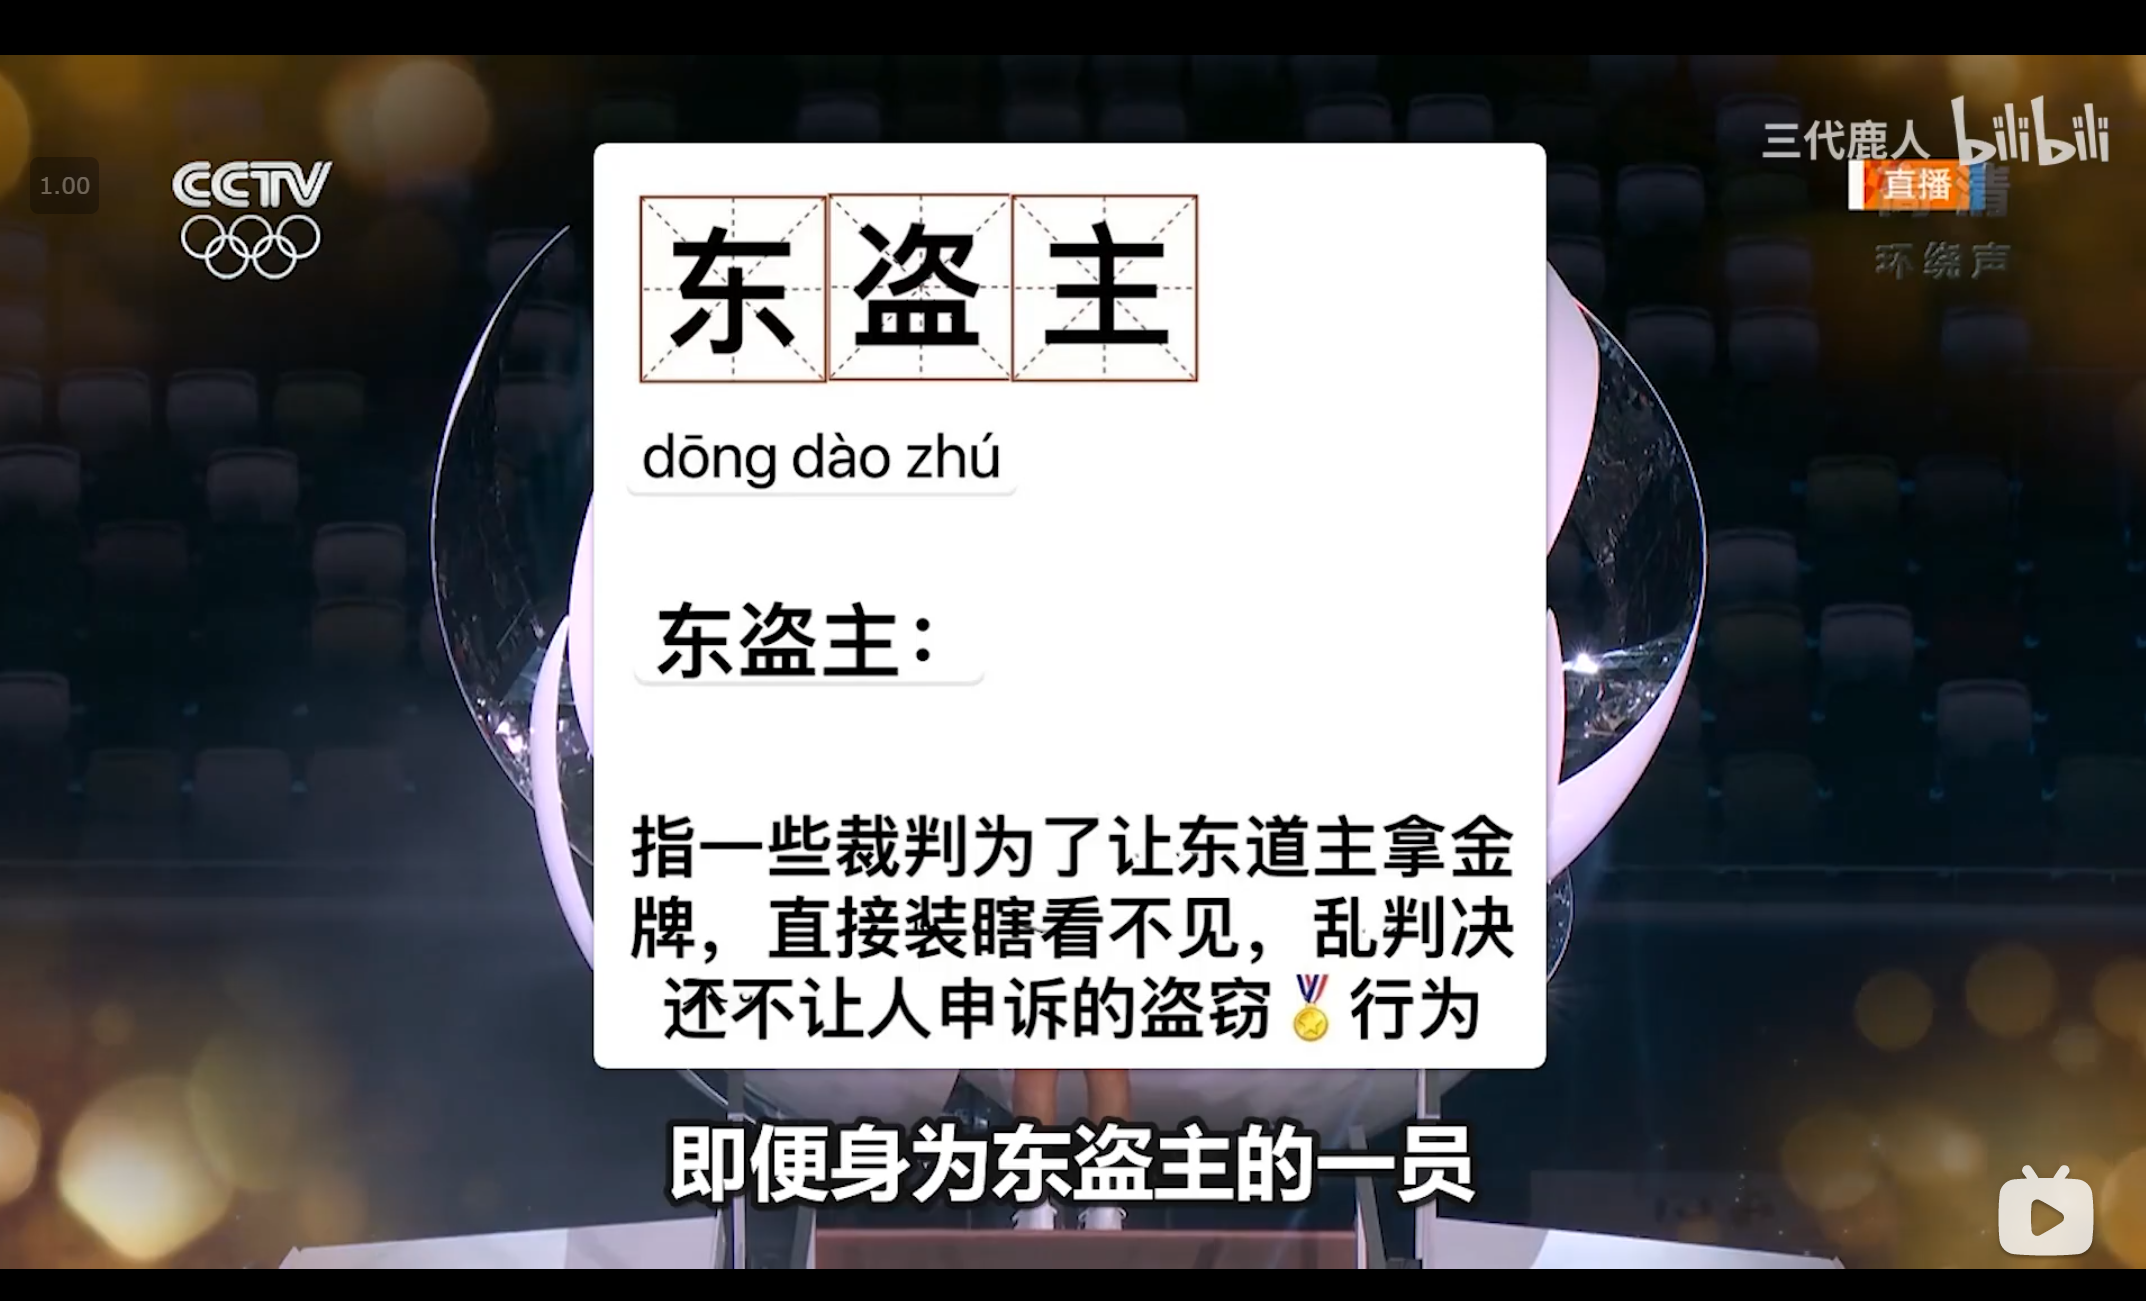 三代鹿人 bilibili
1.00
CCTV
直播
高清
环绕声
东盗主
dōng dào zhú
东盗主：
指一些裁判为了让东道主拿金
牌，直接装瞎看不见，乱判决
还不让人申诉的盗窃🏅行为
即便身为东盗主的一员